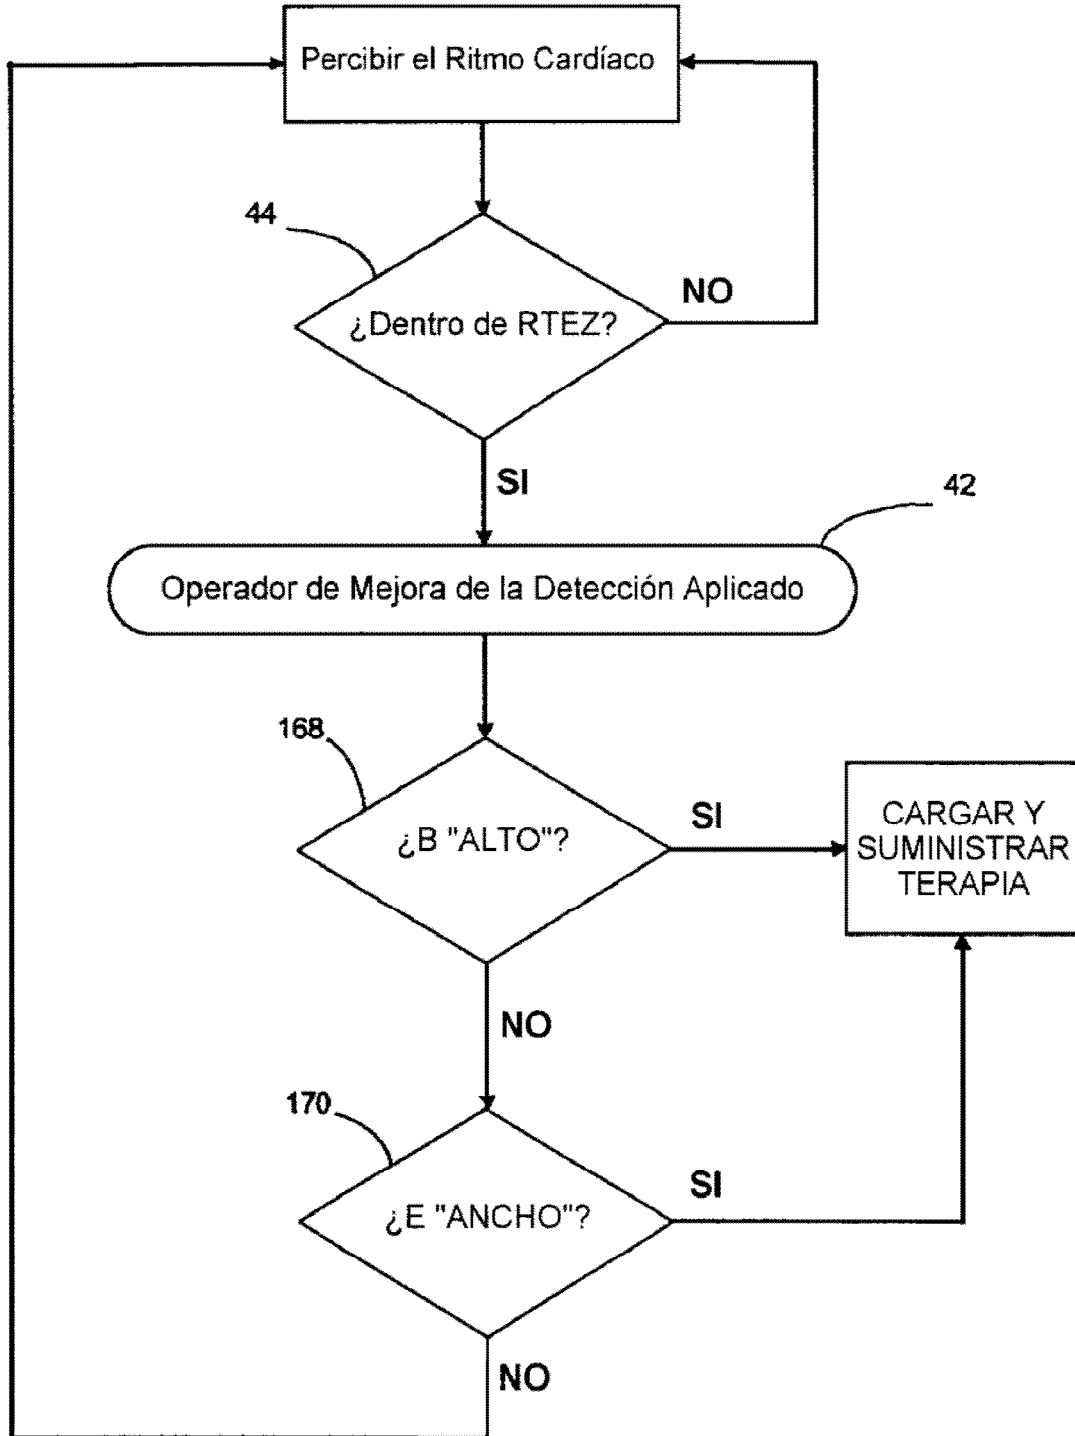 Percibir el Ritmo Cardíaco
44
¿Dentro de RTEZ?
NO
SI
42
Operador de Mejora de la Detección Aplicado
168
¿B "ALTO"?
SI
CARGAR Y
SUMINISTRAR
TERAPIA
NO
170
¿E "ANCHO"?
SI
NO